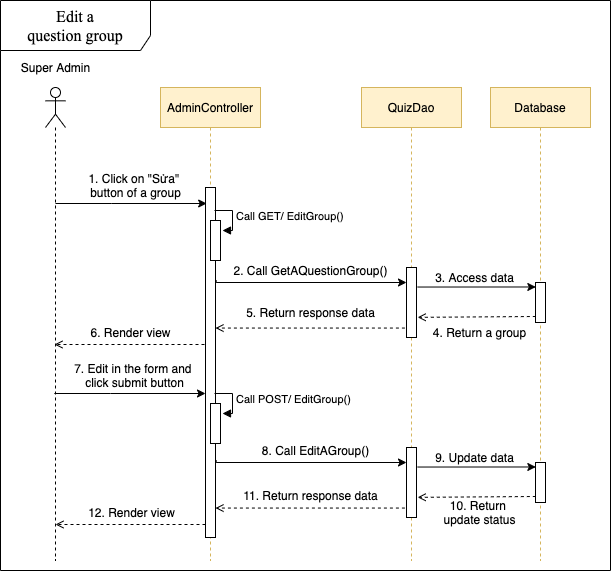 Edit a
question group
Super Admin
AdminController
QuizDao
Database
1. Click on "Sửa"
button of a group
Call GET/ EditGroup()
2. Call GetAQuestionGroup()
3. Access data
4. Return a group
5. Return response data
6. Render view
7. Edit in the form and
click submit button
Call POST/ EditGroup()
8. Call EditAGroup()
9. Update data
10. Return
update status
11. Return response data
12. Render view